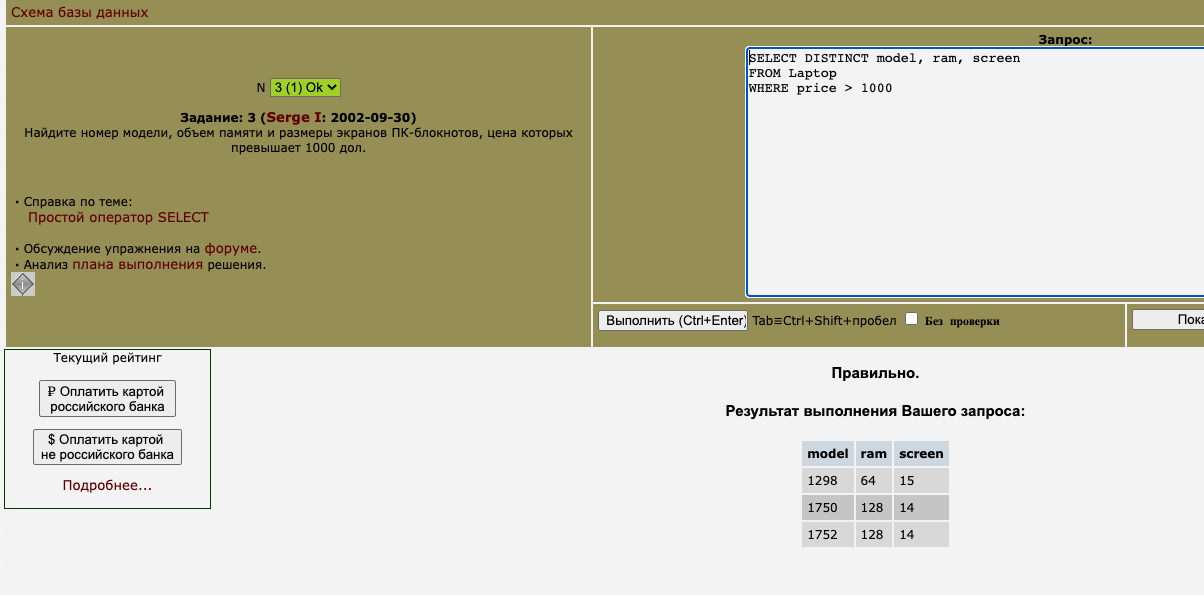 Схема базы данных
N 3 (1) Ok
Задание: 3 (Serge I: 2002-09-30)
Найдите номер модели, объем памяти и размеры экранов ПК-блокнотов, цена которых
превышает 1000 дол.
· Справка по теме:
Простой оператор SELECT
· Обсуждение упражнения на форуме.
· Анализ плана выполнения решения.
Запрос:
SELECT DISTINCT model, ram, screen
FROM Laptop
WHERE price > 1000
Выполнить (Ctrl+Enter) Tab≡Ctrl+Shift+пробел Без проверки
Пока
Текущий рейтинг
₽ Оплатить картой
российского банка
$ Оплатить картой
не российского банка
Подробнее...
Правильно.
Результат выполнения Вашего запроса:
model ram screen
1298 64 15
1750 128 14
1752 128 14